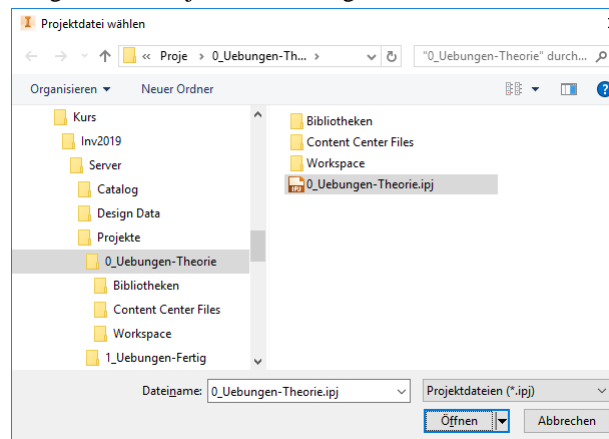 Projektdatei wählen
« Proje > 0_Uebungen-Th... >
"0_Uebungen-Theorie" durch...
Organisieren
Neuer Ordner
Kurs
Inv2019
Server
Catalog
Design Data
Projekte
0_Uebungen-Theorie
Bibliotheken
Content Center Files
Workspace
1_Uebungen-Fertig
Bibliotheken
Content Center Files
Workspace
0_Uebungen-Theorie.ipj
Dateiname: 0_Uebungen-Theorie.ipj
Projektdateien (*.ipj)
Öffnen
Abbrechen